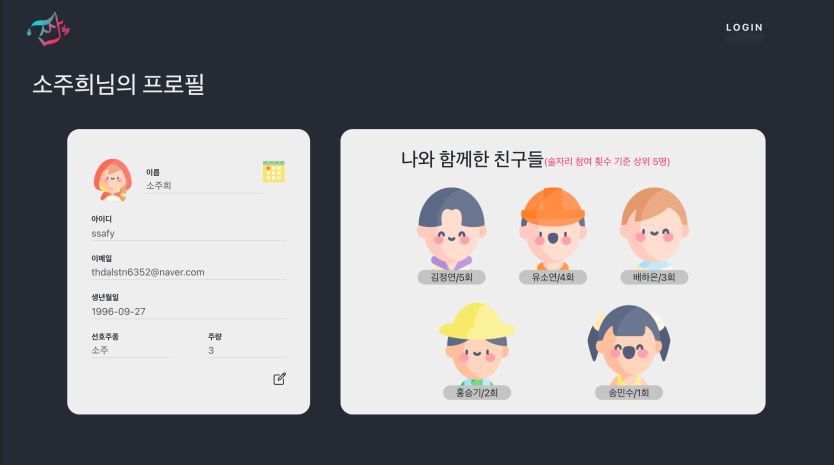 LOGIN
소주희님의 프로필
이름
소주희
아이디
ssafy
이메일
thdalstn6352@naver.com
생년월일
1996-09-27
선호주종 주량
소주 3
나와 함께한 친구들(술자리 참여 횟수 기준 상위 5명)
김정연/5회 유소연/4회 배하은/3회
홍승기/2회 송민수/1회